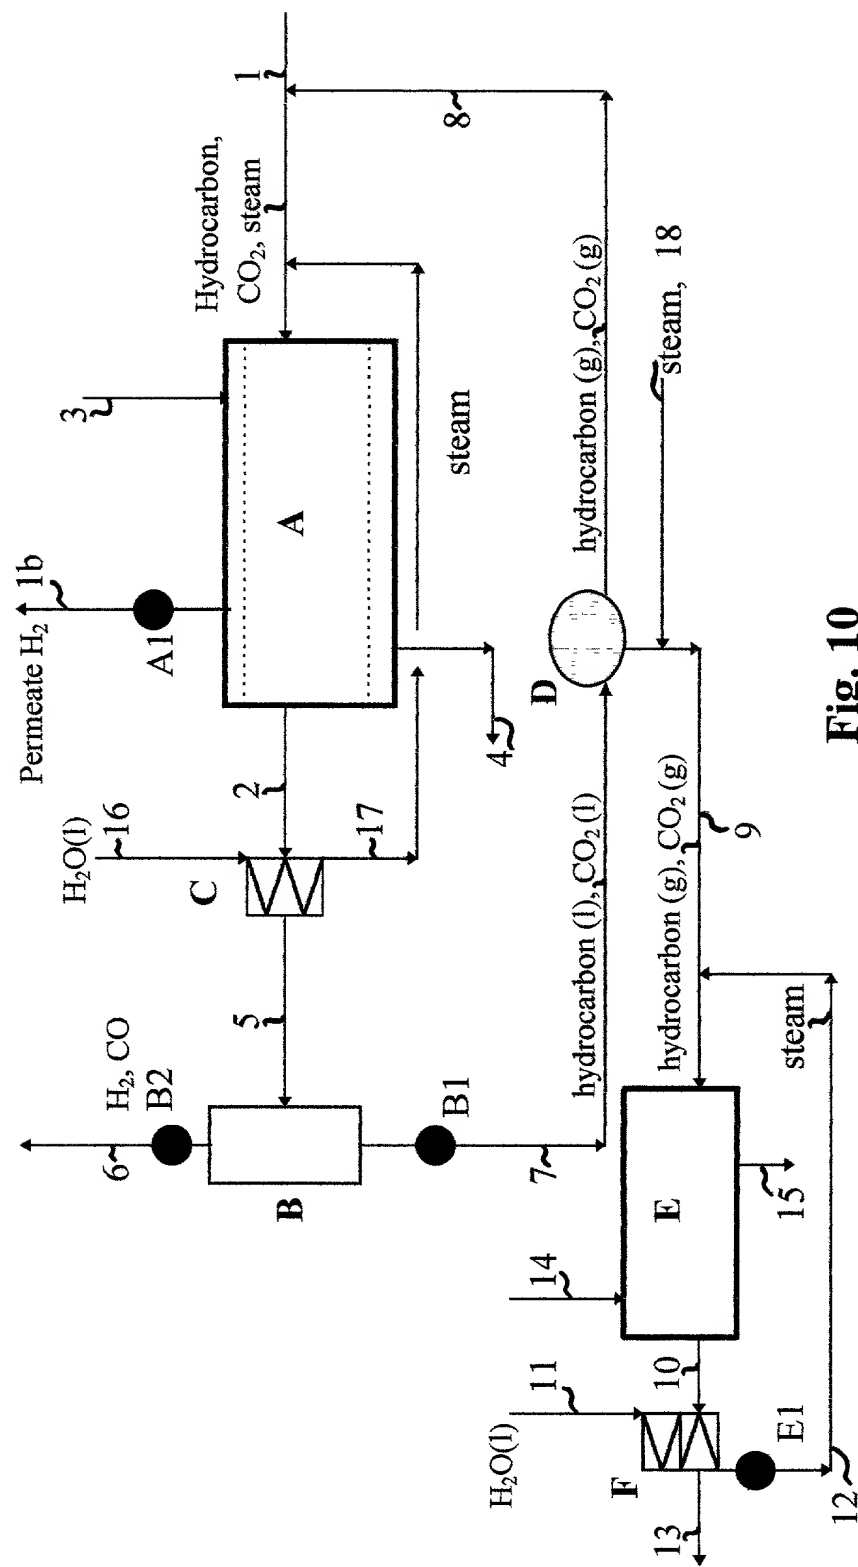 Permeate H₂
1b
H₂O(l)
3
6
H₂, CO
16
B2
A1
C
Hydrocarbon,
CO₂, steam
5
2
1
B
A
17
B1
steam
8
H₂O(l)
4
11
14
7
D
hydrocarbon (l), CO₂ (l)
hydrocarbon (g), CO₂ (g)
F
13
10
E
hydrocarbon (g), CO₂ (g)
steam, 18
9
E1
15
steam
12
Fig. 10